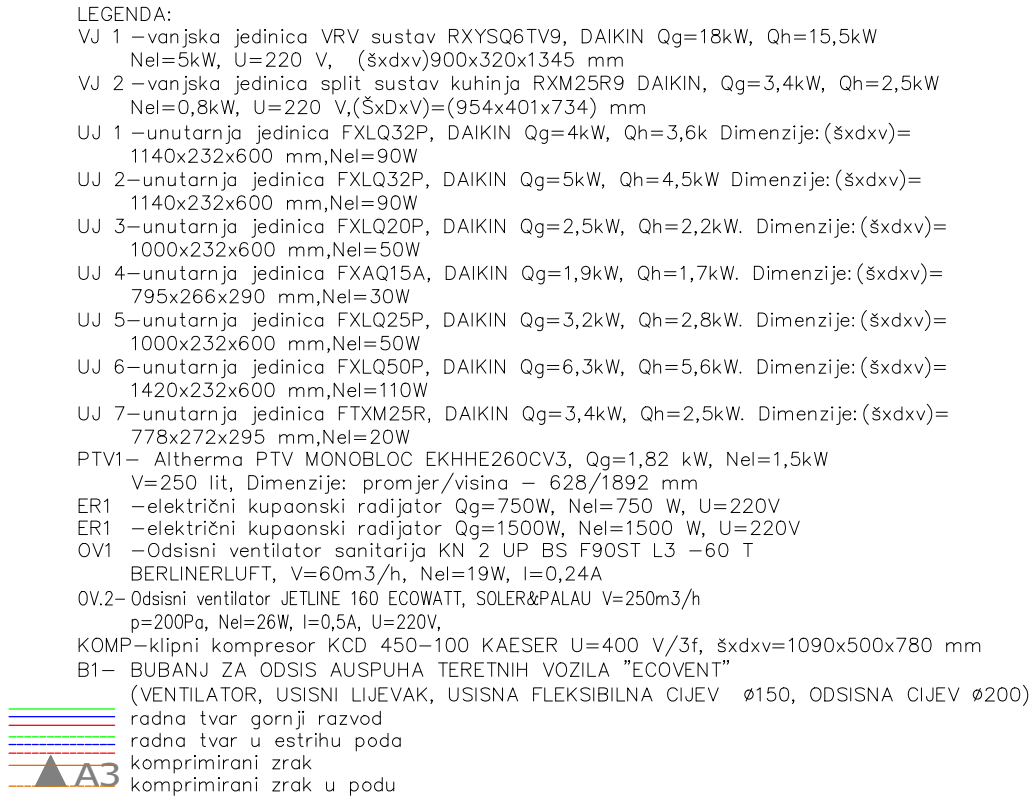 LEGENDA:
VJ 1 –vanjska jedinica VRV sustav RXYSQ6TV9, DAIKIN Qg=18kW, Qh=15,5kW
Nel=5kW, U=220 V, (šxdxv)900x320x1345 mm
VJ 2 –vanjska jedinica split sustav kuhinja RXM25R9 DAIKIN, Qg=3,4kW, Qh=2,5kW
Nel=0,8kW, U=220 V,(ŠxDxV)=(954x401x734) mm
UJ 1 –unutarnja jedinica FXLQ32P, DAIKIN Qg=4kW, Qh=3,6k Dimenzije:(šxdxv)=
1140x232x600 mm,Nel=90W
UJ 2–unutarnja jedinica FXLQ32P, DAIKIN Qg=5kW, Qh=4,5kW Dimenzije:(šxdxv)=
1140x232x600 mm,Nel=90W
UJ 3–unutarnja jedinica FXLQ20P, DAIKIN Qg=2,5kW, Qh=2,2kW. Dimenzije:(šxdxv)=
1000x232x600 mm,Nel=50W
UJ 4–unutarnja jedinica FXAQ15A, DAIKIN Qg=1,9kW, Qh=1,7kW. Dimenzije:(šxdxv)=
795x266x290 mm,Nel=30W
UJ 5–unutarnja jedinica FXLQ25P, DAIKIN Qg=3,2kW, Qh=2,8kW. Dimenzije:(šxdxv)=
1000x232x600 mm,Nel=50W
UJ 6–unutarnja jedinica FXLQ50P, DAIKIN Qg=6,3kW, Qh=5,6kW. Dimenzije:(šxdxv)=
1420x232x600 mm,Nel=110W
UJ 7–unutarnja jedinica FTXM25R, DAIKIN Qg=3,4kW, Qh=2,5kW. Dimenzije:(šxdxv)=
778x272x295 mm,Nel=20W
PTV1– Altherma PTV MONOBLOC EKHHE260CV3, Qg=1,82 kW, Nel=1,5kW
V=250 lit, Dimenzije: promjer/visina – 628/1892 mm
ER1 –električni kupaonski radijator Qg=750W, Nel=750 W, U=220V
ER1 –električni kupaonski radijator Qg=1500W, Nel=1500 W, U=220V
OV1 –Odsisni ventilator sanitarija KN 2 UP BS F90ST L3 –60 T
BERLINERLUFT, V=60m3/h, Nel=19W, I=0,24A
OV.2– Odsisni ventilator JETLINE 160 ECOWATT, SOLER&PALAU V=250m3/h
p=200Pa, Nel=26W, I=0,5A, U=220V,
KOMP–klipni kompresor KCD 450–100 KAESER U=400 V/3f, šxdxv=1090x500x780 mm
B1– BUBANJ ZA ODSIS AUSPUHA TERETNIH VOZILA "ECOVENT"
(VENTILATOR, USISNI LIJEVAK, USISNA FLEKSIBILNA CIJEV ø150, ODSISNA CIJEV ø200)
radna tvar gornji razvod
radna tvar u estrihu poda
komprimirani zrak
A3
komprimirani zrak u podu